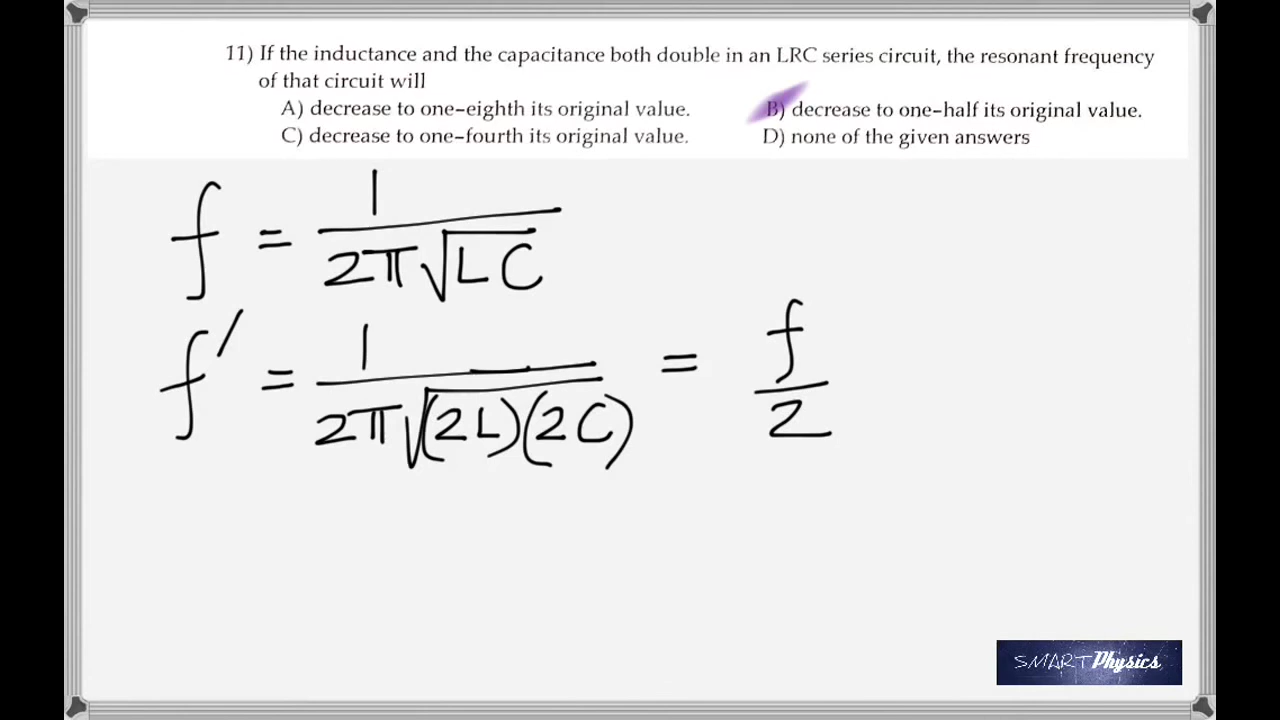 11) If the inductance and the capacitance both double in an LRC series circuit, the resonant frequency
of that circuit will
A) decrease to one-eighth its original value.
B) decrease to one-half its original value.
C) decrease to one-fourth its original value.
D) none of the given answers
f = 1 / 2π√LC
f' = 1 / 2π√(2L)(2C) = f / 2
SMART Physics